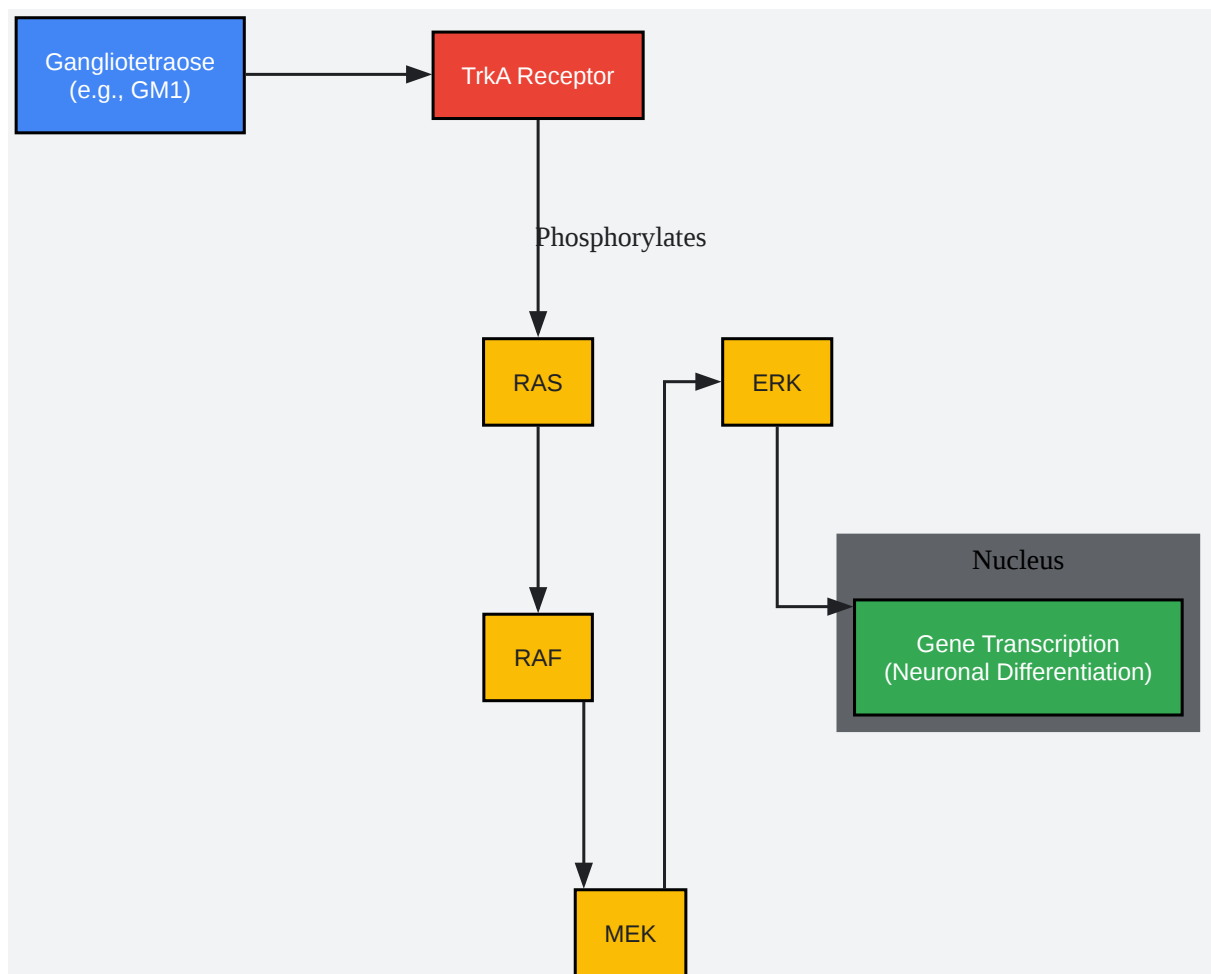 Gangliotetraose
(e.g., GM1)
TrkA Receptor
Phosphorylates
RAS
ERK
Nucleus
Gene Transcription
(Neuronal Differentiation)
RAF
MEK